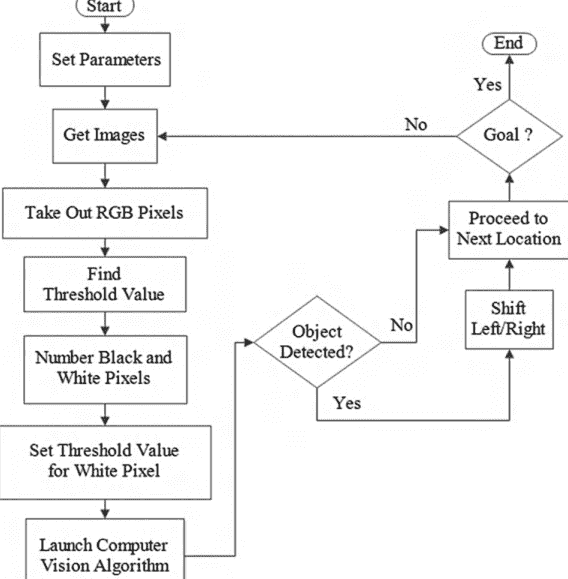 Start
Set Parameters
Get Images
Take Out RGB Pixels
Find
Threshold Value
Number Black and
White Pixels
Set Threshold Value
for White Pixel
Launch Computer
Vision Algorithm
Object
Detected?
No
Yes
Shift
Left/Right
Proceed to
Next Location
Goal ?
No
Yes
End